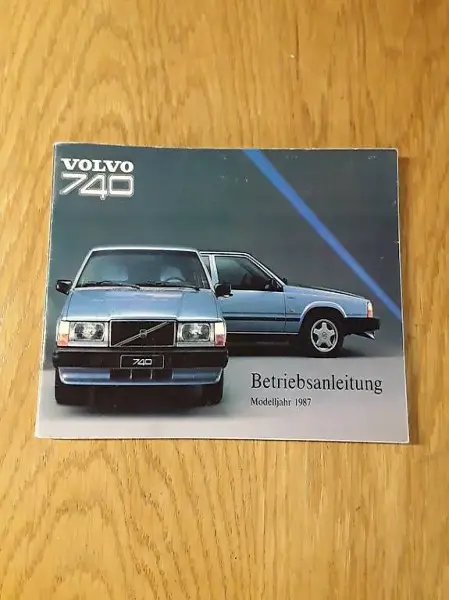 VOLVO
740
740
Betriebsanleitung
Modelljahr 1987